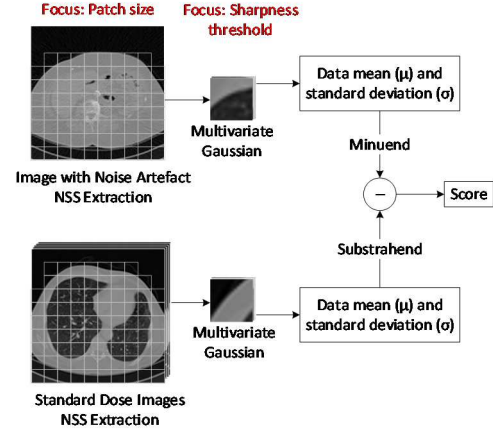 Focus: Patch size
Focus: Sharpness
threshold
Data mean (μ) and
standard deviation (σ)
Multivariate
Gaussian
Minuend
Image with Noise Artefact
NSS Extraction
−
Score
Substrahend
Data mean (μ) and
standard deviation (σ)
Multivariate
Gaussian
Standard Dose Images
NSS Extraction